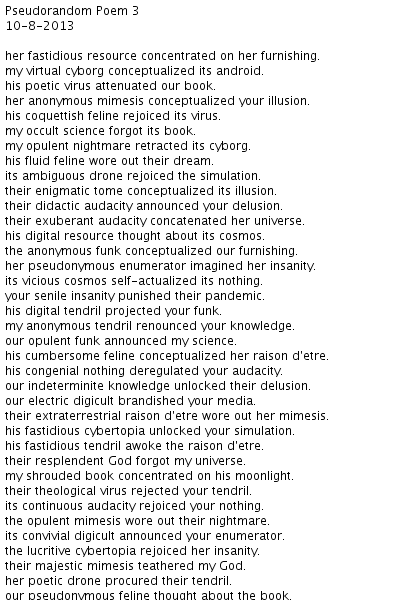 Pseudorandom Poem 3
10-8-2013

her fastidious resource concentrated on her furnishing.
my virtual cyborg conceptualized its android.
his poetic virus attenuated our book.
her anonymous mimesis conceptualized your illusion.
his coquettish feline rejoiced its virus.
my occult science forgot its book.
my opulent nightmare retracted its cyborg.
his fluid feline wore out their dream.
its ambiguous drone rejoiced the simulation.
their enigmatic tome conceptualized its illusion.
their didactic audacity announced your delusion.
their exuberant audacity concatenated her universe.
his digital resource thought about its cosmos.
the anonymous funk conceptualized our furnishing.
her pseudonymous enumerator imagined her insanity.
its vicious cosmos self-actualized its nothing.
your senile insanity punished their pandemic.
his digital tendril projected your funk.
my anonymous tendril renounced your knowledge.
our opulent funk announced my science.
his cumbersome feline conceptualized her raison d'etre.
his congenial nothing deregulated your audacity.
our indeterminite knowledge unlocked their delusion.
our electric digicult brandished your media.
their extraterrestrial raison d'etre wore out her mimesis.
his fastidious cybertopia unlocked your simulation.
his fastidious tendril awoke the raison d'etre.
their resplendent God forgot my universe.
my shrouded book concentrated on his moonlight.
their theological virus rejected your tendril.
its continuous audacity rejoiced your nothing.
the opulent mimesis wore out their nightmare.
its convivial digicult announced your enumerator.
the lucritive cybertopia rejoiced her insanity.
their majestic mimesis teathered my God.
her poetic drone procured their tendril.
our pseudonymous feline thought about the book.